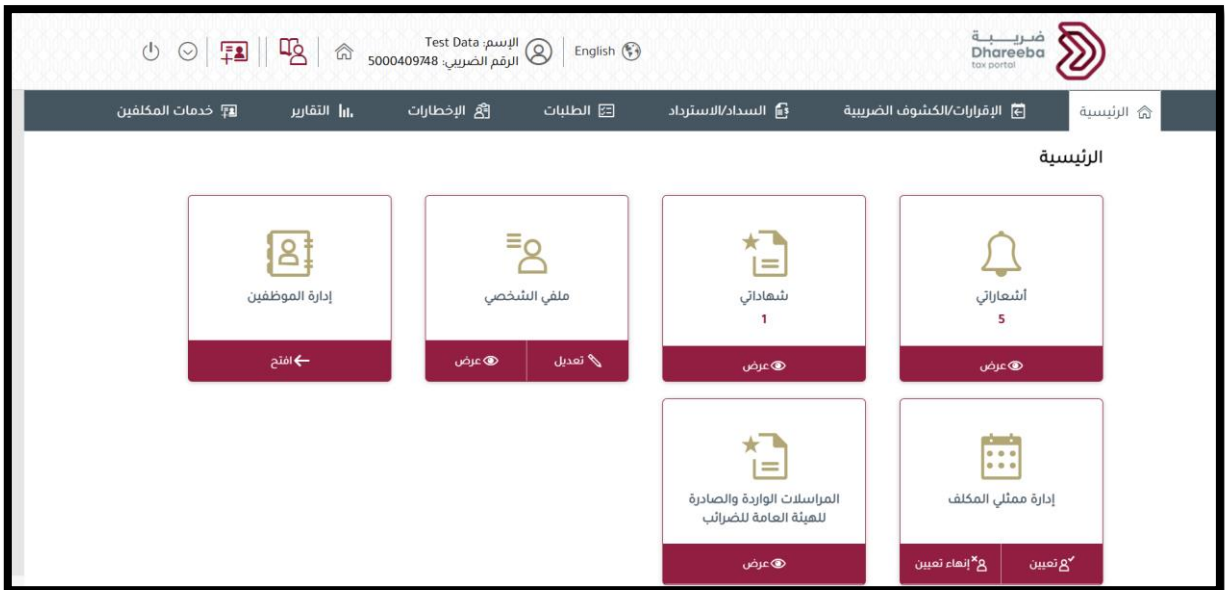 ضريبة
Dhareeba
tax portal
English
الإسم: Test Data
الرقم الضريبي: 5000409748
الرئيسية
الإقرارات/الكشوف الضريبية
السداد/الاسترداد
الطلبات
الإخطارات
التقارير
خدمات المكلفين
الرئيسية
أشعاراتي
5
عرض
شهاداتي
1
عرض
ملفي الشخصي
تعديل
عرض
إدارة الموظفين
افتح
إدارة ممثلي المكلف
تعيين
إنهاء تعيين
المراسلات الواردة والصادرة
للهيئة العامة للضرائب
عرض